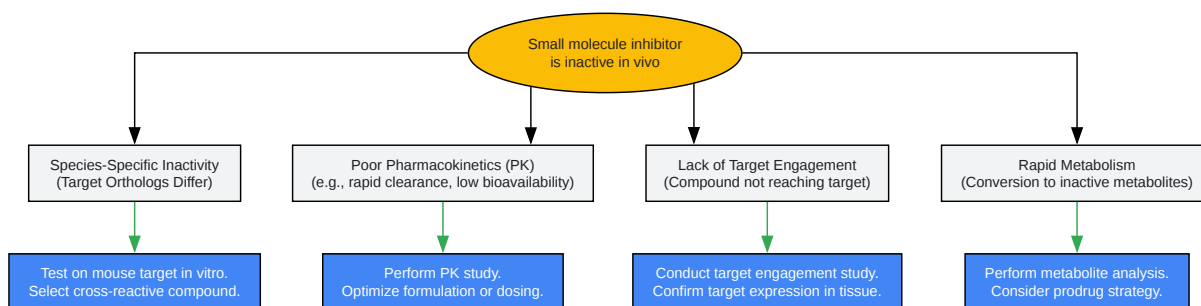 Small molecule inhibitor
is inactive in vivo
Species-Specific Inactivity
(Target Orthologs Differ)
Poor Pharmacokinetics (PK)
(e.g., rapid clearance, low bioavailability)
Lack of Target Engagement
(Compound not reaching target)
Rapid Metabolism
(Conversion to inactive metabolites)
Test on mouse target in vitro.
Select cross-reactive compound.
Perform PK study.
Optimize formulation or dosing.
Conduct target engagement study.
Confirm target expression in tissue.
Perform metabolite analysis.
Consider prodrug strategy.